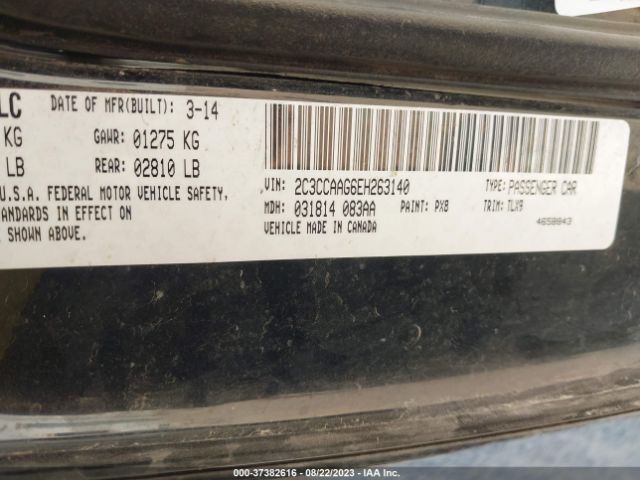 LC DATE OF MFR(BUILT): 3-14
KG GAWR: 01275 KG
LB REAR: 02810 LB
U.S.A. FEDERAL MOTOR VEHICLE SAFETY,
TANDARDS IN EFFECT ON
SHOWN ABOVE.
VIN: 2C3CCAAG6EH263140 TYPE: PASSENGER CAR
MDH: 031814 083AA PAINT: PX8 TRIM: TLX9
VEHICLE MADE IN CANADA 4658843
000-37382616 - 08/22/2023 - IAA Inc.